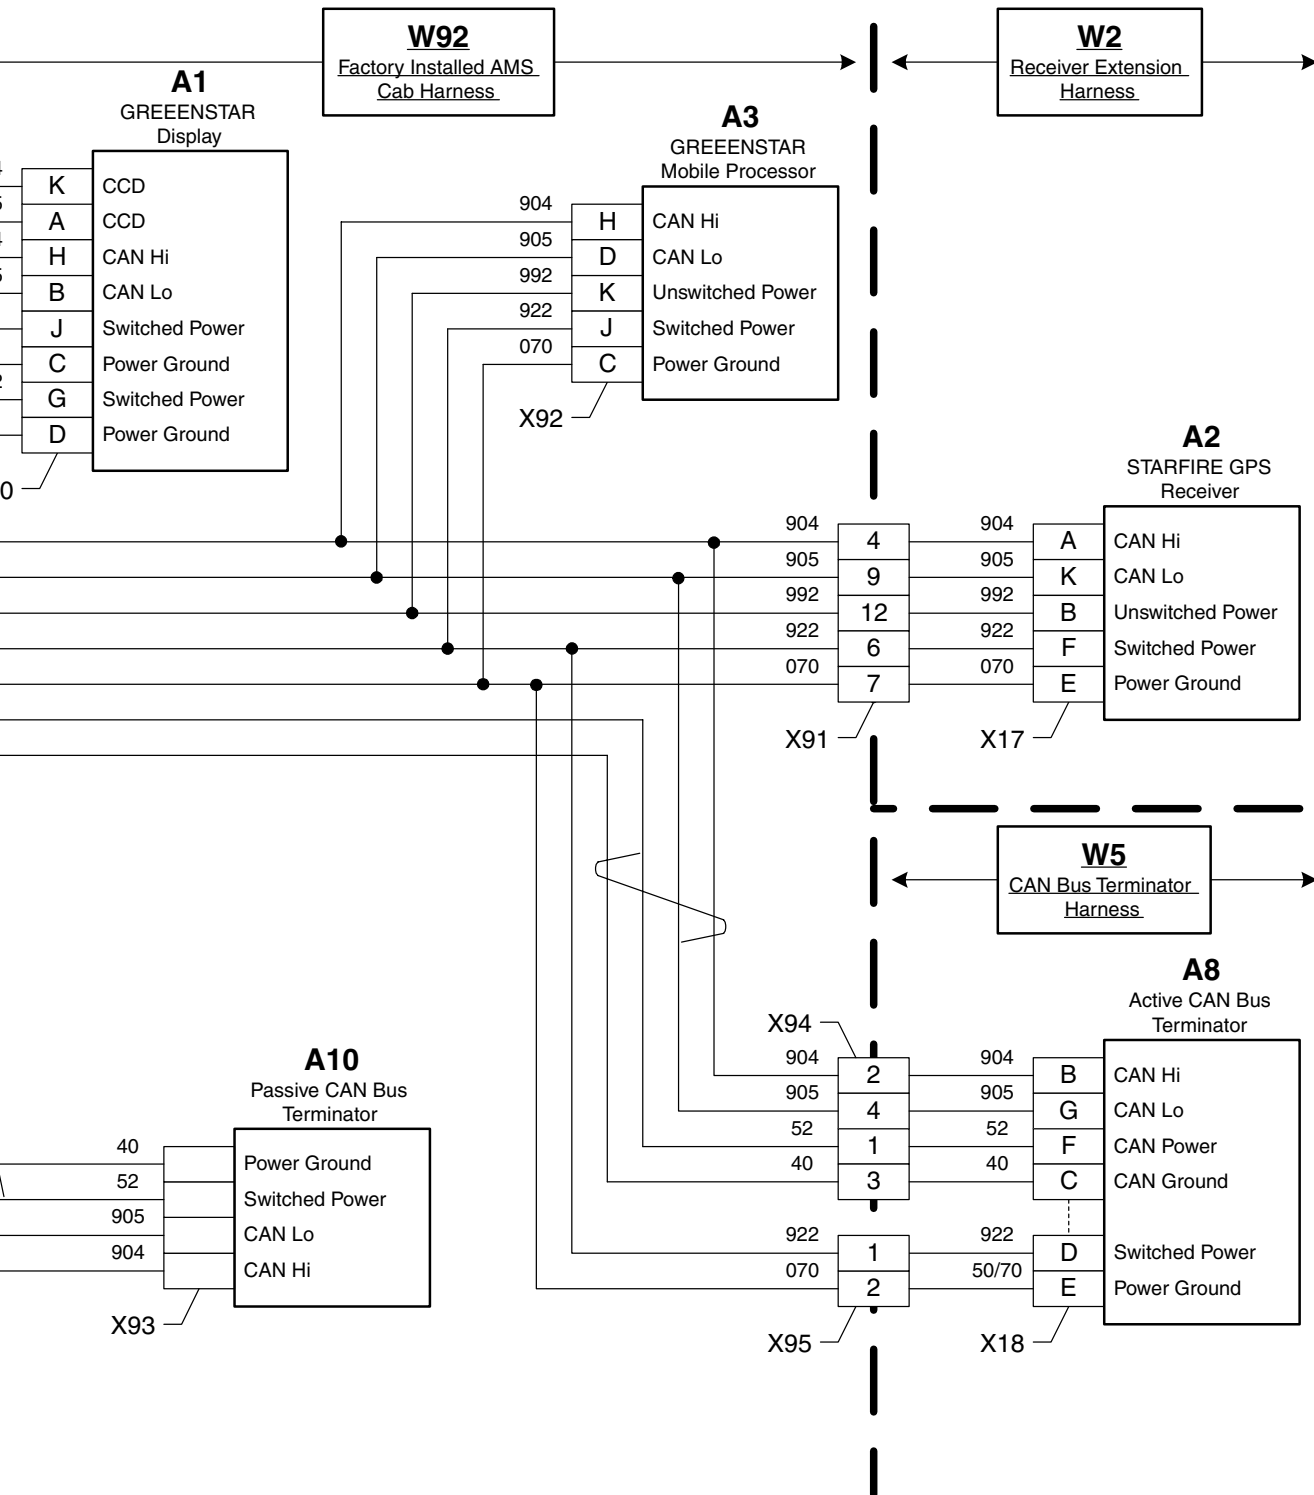 W92
Factory Installed AMS
Cab Harness
W2
Receiver Extension
Harness
A1
GREEENSTAR
Display
K CCD
A CCD
H CAN Hi
B CAN Lo
J Switched Power
C Power Ground
G Switched Power
D Power Ground
0
A3
GREEENSTAR
Mobile Processor
904 H CAN Hi
905 D CAN Lo
992 K Unswitched Power
922 J Switched Power
070 C Power Ground
X92
A2
STARFIRE GPS
Receiver
904 4 904 A CAN Hi
905 9 905 K CAN Lo
992 12 992 B Unswitched Power
922 6 922 F Switched Power
070 7 070 E Power Ground
X91 X17
W5
CAN Bus Terminator
Harness
A8
Active CAN Bus
Terminator
X94
904 2 904 B CAN Hi
905 4 905 G CAN Lo
52 1 52 F CAN Power
40 3 40 C CAN Ground
922 1 922 D Switched Power
070 2 50/70 E Power Ground
X95 X18
A10
Passive CAN Bus
Terminator
40 Power Ground
52 Switched Power
905 CAN Lo
904 CAN Hi
X93